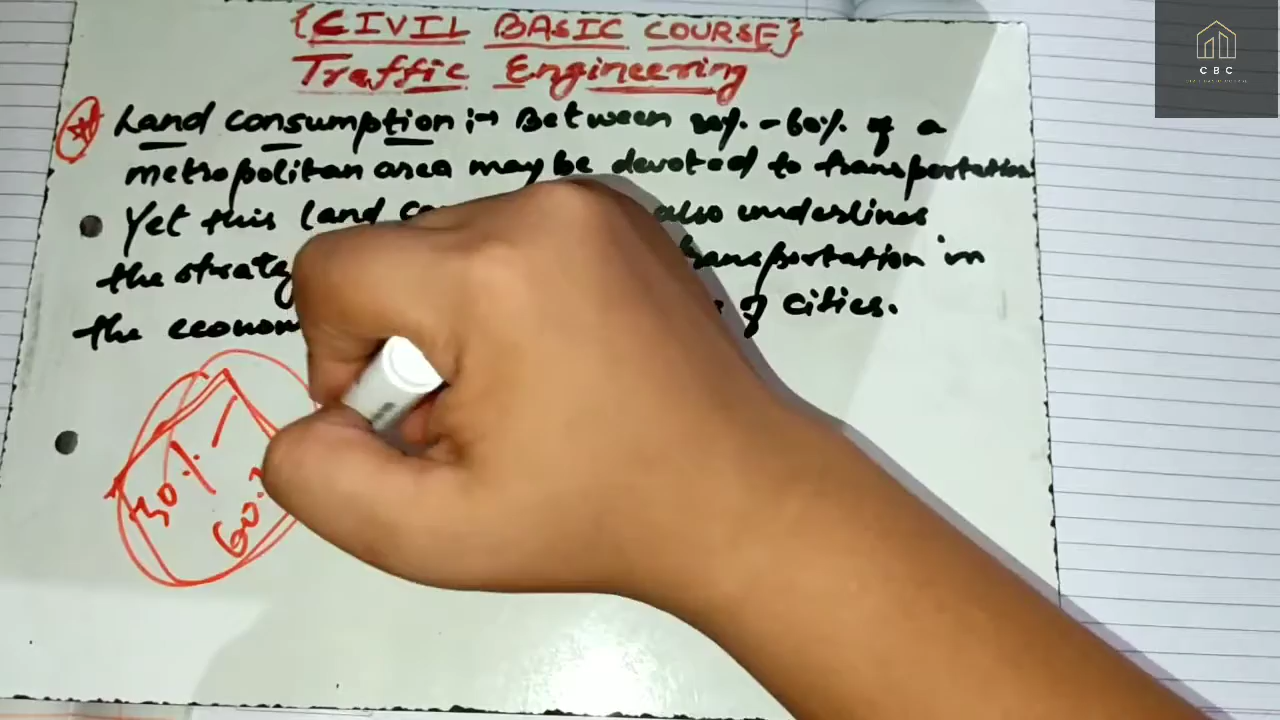 {CIVIL BASIC COURSE}
Traffic Engineering
Land consumption :→ Between 30% - 60% of a
metropolitan area may be devoted to transportation
Yet this land also underlines
the transportation in
the of cities.
30% -
60%
CBC